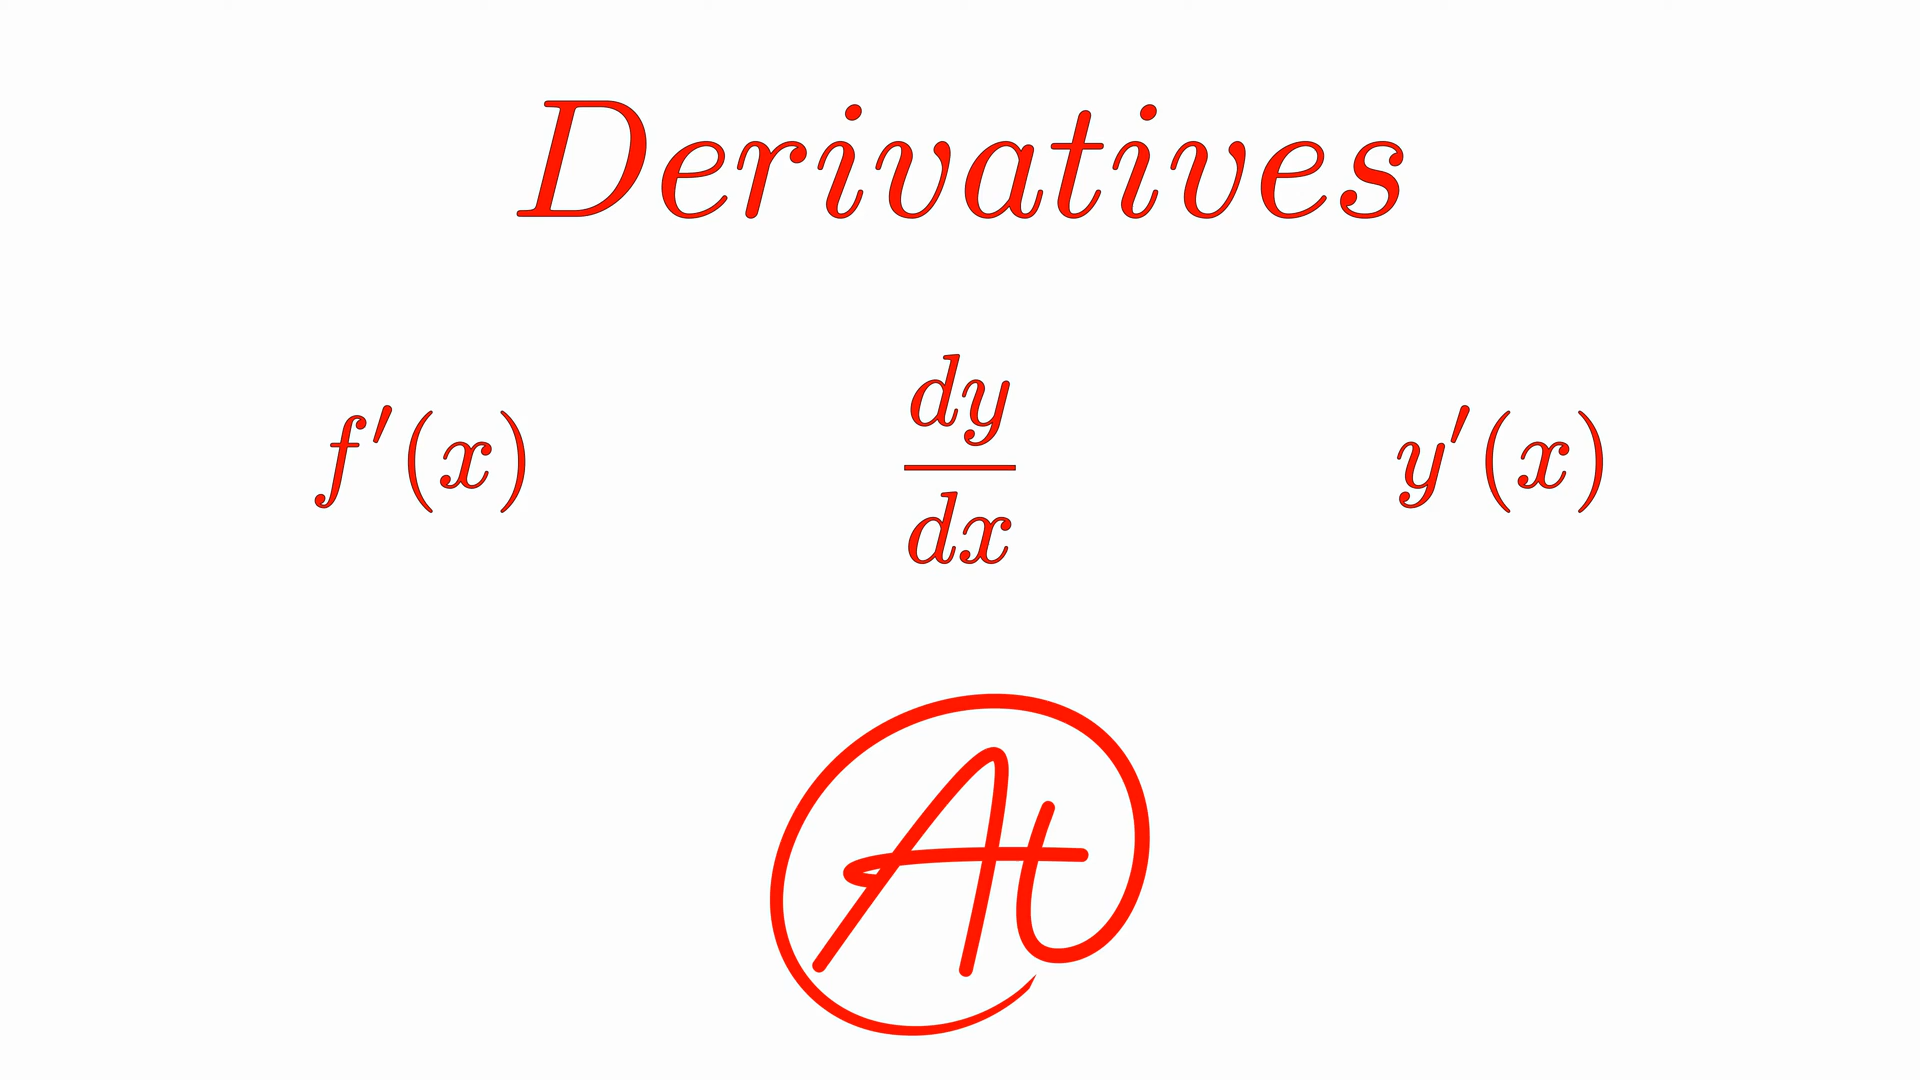 Derivatives
f′(x) dy/dx y′(x)
At